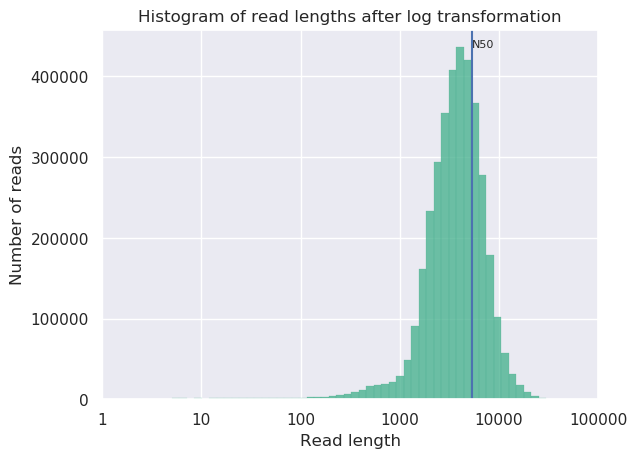 Histogram of read lengths after log transformation
N50
400000
300000
200000
100000
0
Number of reads
1 10 100 1000 10000 100000
Read length